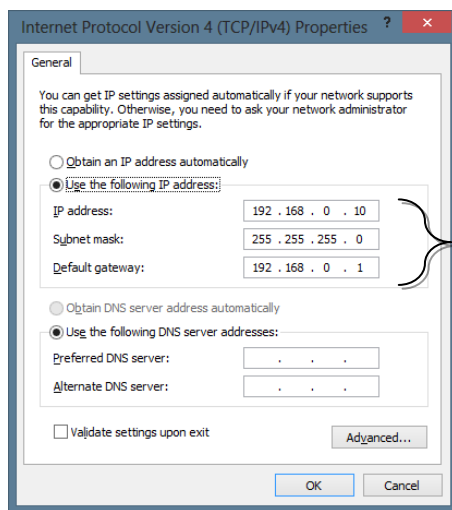 Internet Protocol Version 4 (TCP/IPv4) Properties ? ×
General
You can get IP settings assigned automatically if your network supports
this capability. Otherwise, you need to ask your network administrator
for the appropriate IP settings.
Obtain an IP address automatically
Use the following IP address:
IP address: 192 . 168 . 0 . 10
Subnet mask: 255 . 255 . 255 . 0
Default gateway: 192 . 168 . 0 . 1
Obtain DNS server address automatically
Use the following DNS server addresses:
Preferred DNS server: . . .
Alternate DNS server: . . .
Validate settings upon exit
Advanced...
OK Cancel